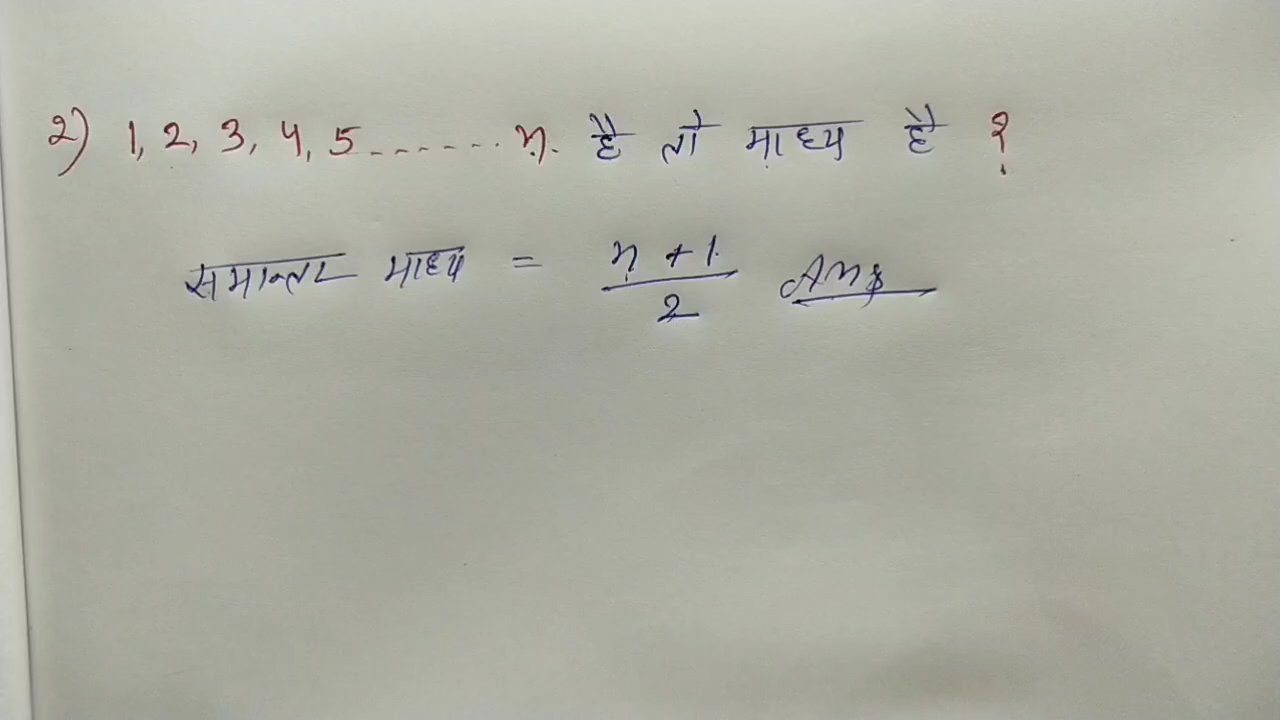 2) 1, 2, 3, 4, 5 ....... n. है तो माध्य है ?
समान्तर माध्य = n + 1 / 2 Ans